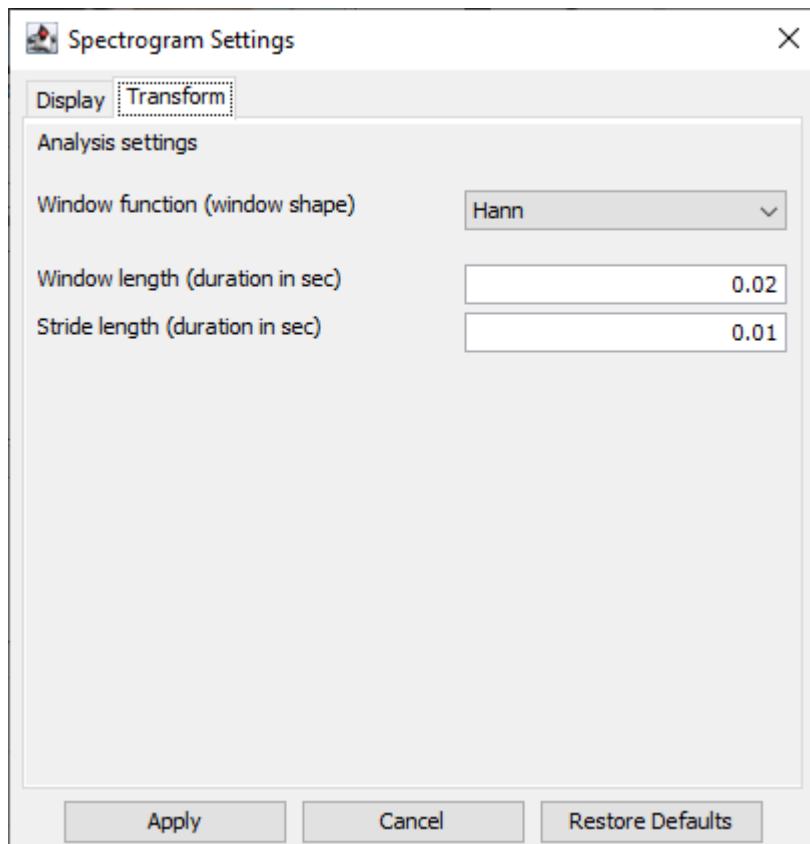 Spectrogram Settings
Display Transform
Analysis settings
Window function (window shape) Hann
Window length (duration in sec) 0.02
Stride length (duration in sec) 0.01
Apply Cancel Restore Defaults